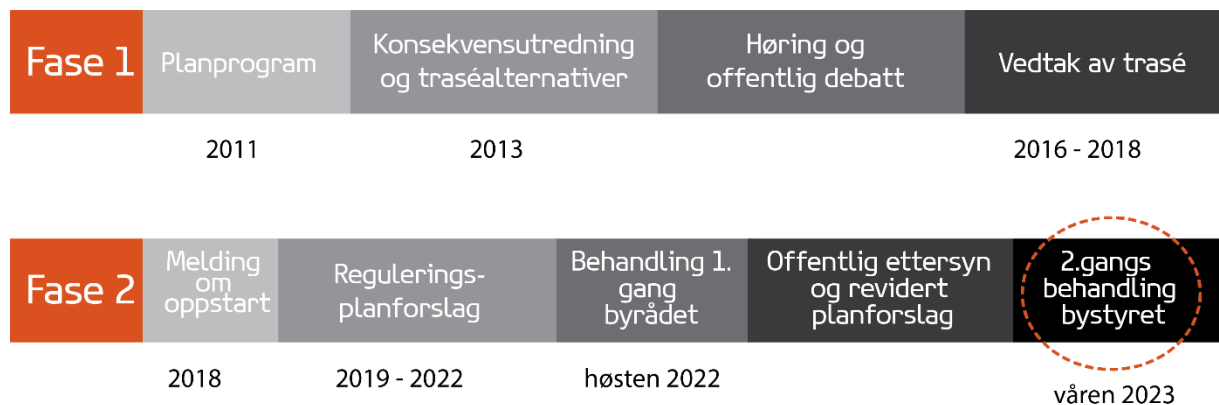 Fase 1
Planprogram
Konsekvensutredning
og traséalternativer
Høring og
offentlig debatt
Vedtak av trasé
2011
2013
2016 - 2018
Fase 2
Melding
om
oppstart
Regulerings-
planforslag
Behandling 1.
gang
byrådet
Offentlig ettersyn
og revidert
planforslag
2.gangs
behandling
bystyret
2018
2019 - 2022
høsten 2022
våren 2023